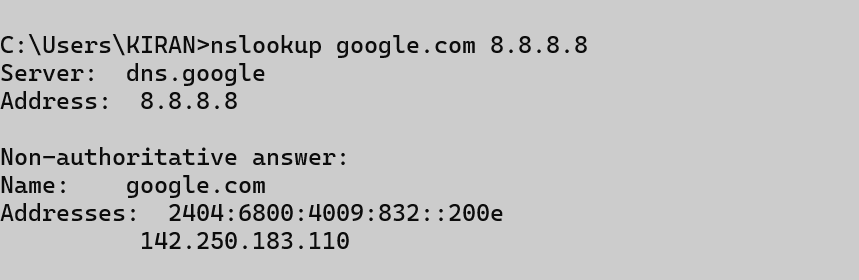 C:\Users\KIRAN>nslookup google.com 8.8.8.8
Server:  dns.google
Address:  8.8.8.8
Non-authoritative answer:
Name:    google.com
Addresses:  2404:6800:4009:832::200e
          142.250.183.110